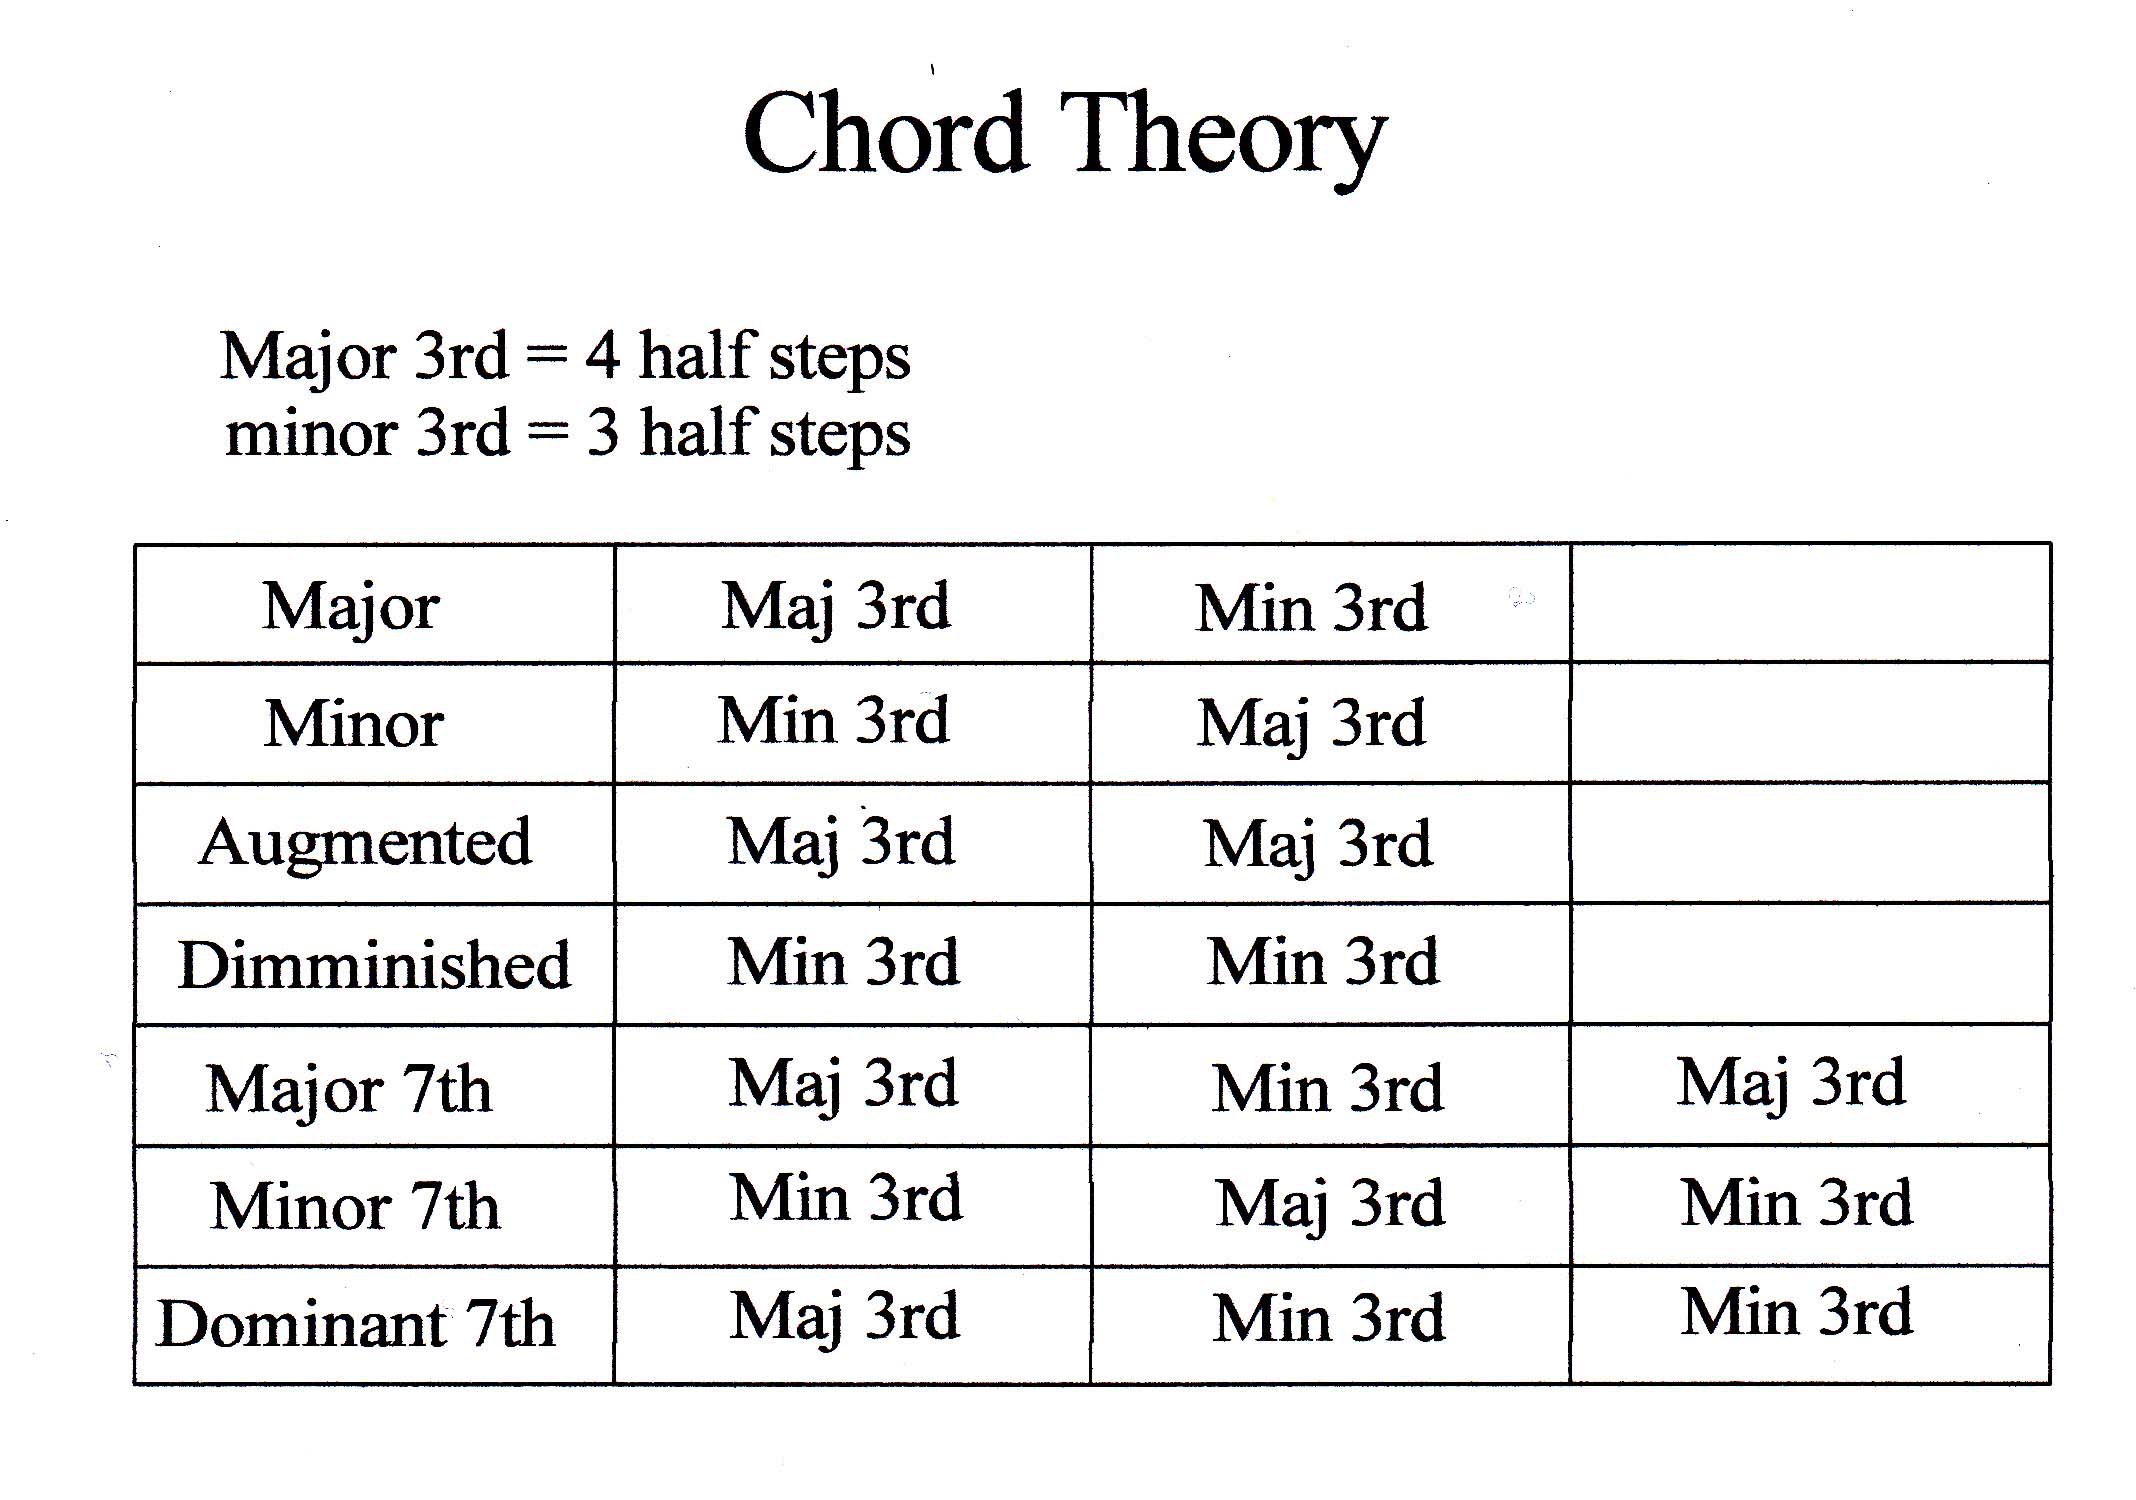 Chord Theory
Major 3rd = 4 half steps
minor 3rd = 3 half steps
Major Maj 3rd Min 3rd
Minor Min 3rd Maj 3rd
Augmented Maj 3rd Maj 3rd
Dimminished Min 3rd Min 3rd
Major 7th Maj 3rd Min 3rd Maj 3rd
Minor 7th Min 3rd Maj 3rd Min 3rd
Dominant 7th Maj 3rd Min 3rd Min 3rd